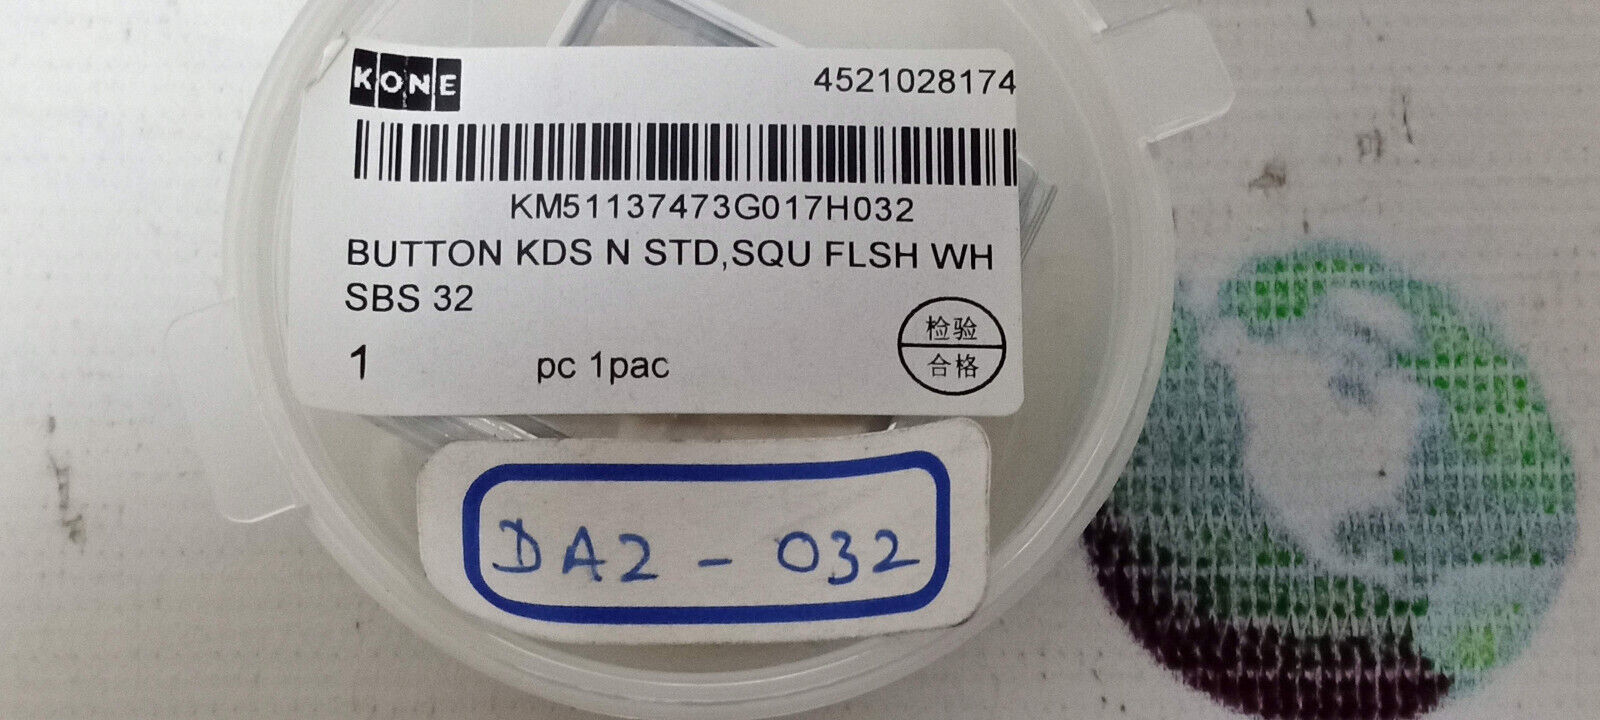 KONE
4521028174
KM51137473G017H032
BUTTON KDS N STD,SQU FLSH WH
SBS 32
1 pc 1pac
检验
合格
DA2 - 032